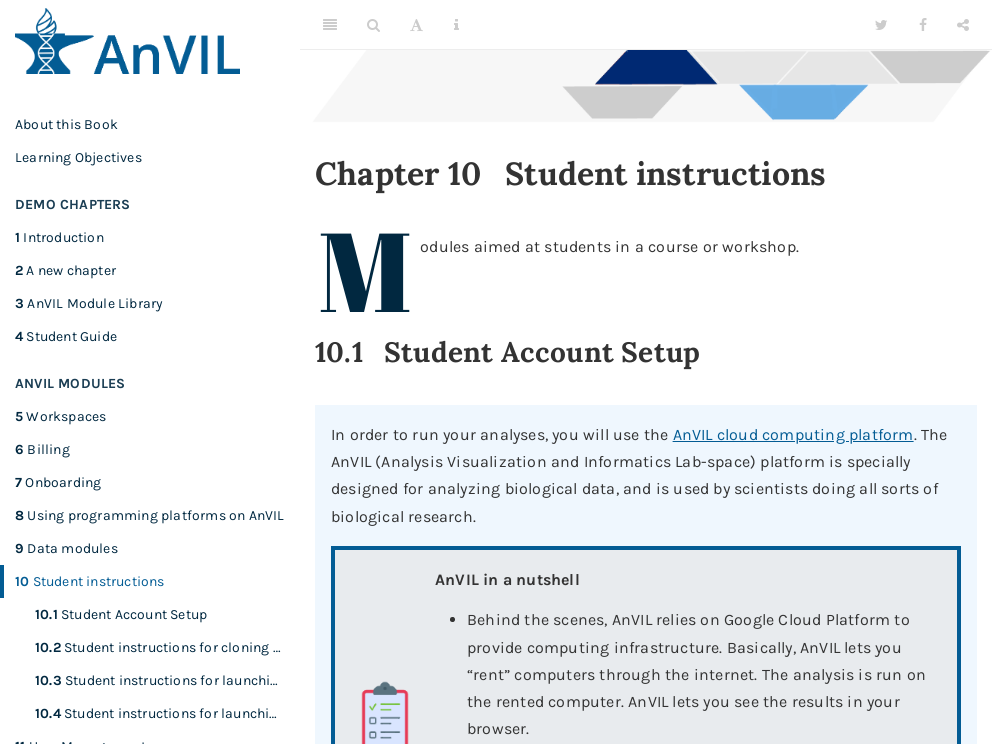 AnVIL
About this Book
Learning Objectives
DEMO CHAPTERS
1 Introduction
2 A new chapter
3 AnVIL Module Library
4 Student Guide
ANVIL MODULES
5 Workspaces
6 Billing
7 Onboarding
8 Using programming platforms on AnVIL
9 Data modules
10 Student instructions
10.1 Student Account Setup
10.2 Student instructions for cloning ...
10.3 Student instructions for launchi...
10.4 Student instructions for launchi...
Chapter 10 Student instructions
Modules aimed at students in a course or workshop.
10.1 Student Account Setup
In order to run your analyses, you will use the AnVIL cloud computing platform. The
AnVIL (Analysis Visualization and Informatics Lab-space) platform is specially
designed for analyzing biological data, and is used by scientists doing all sorts of
biological research.
AnVIL in a nutshell
• Behind the scenes, AnVIL relies on Google Cloud Platform to
provide computing infrastructure. Basically, AnVIL lets you
“rent” computers through the internet. The analysis is run on
the rented computer. AnVIL lets you see the results in your
browser.